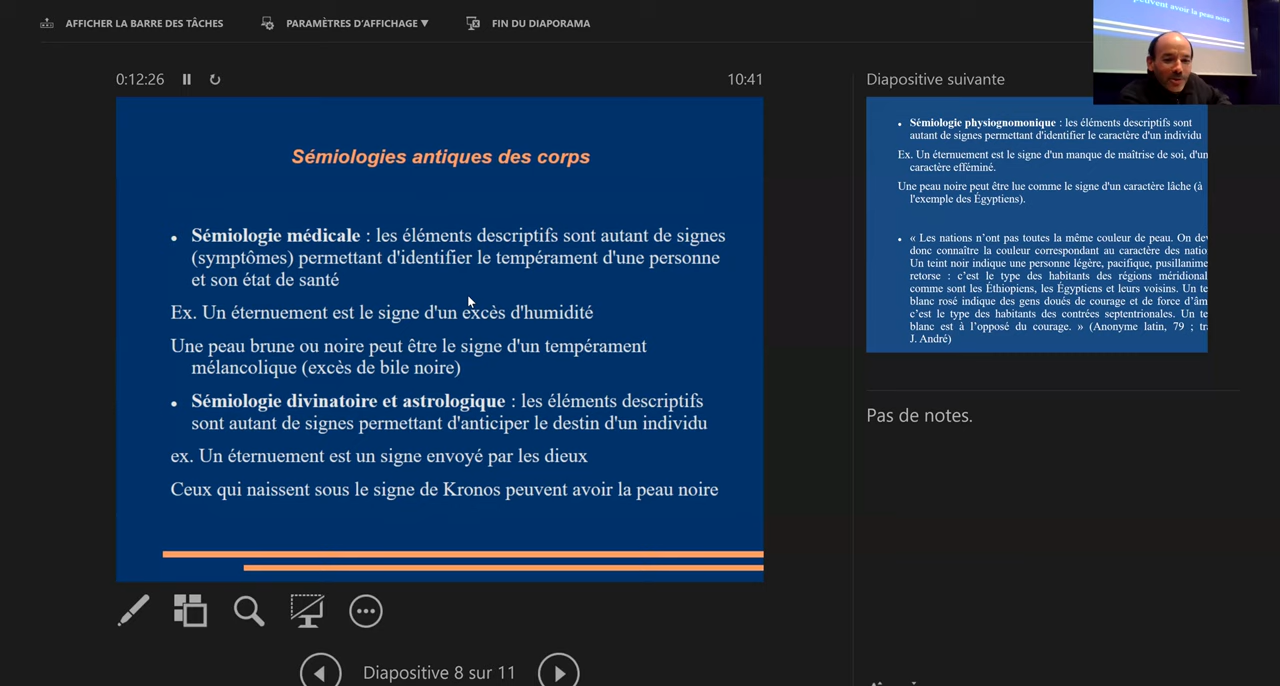 AFFICHER LA BARRE DES TÂCHES
PARAMÈTRES D'AFFICHAGE ▼
FIN DU DIAPORAMA
0:12:26
10:41
Sémiologies antiques des corps
• Sémiologie médicale : les éléments descriptifs sont autant de signes
(symptômes) permettant d'identifier le tempérament d'une personne
et son état de santé
Ex. Un éternuement est le signe d'un excès d'humidité
Une peau brune ou noire peut être le signe d'un tempérament
mélancolique (excès de bile noire)
• Sémiologie divinatoire et astrologique : les éléments descriptifs
sont autant de signes permettant d'anticiper le destin d'un individu
ex. Un éternuement est un signe envoyé par les dieux
Ceux qui naissent sous le signe de Kronos peuvent avoir la peau noire
Diapositive 8 sur 11
Diapositive suivante
• Sémiologie physiognomonique : les éléments descriptifs sont
autant de signes permettant d'identifier le caractère d'un individu
Ex. Un éternuement est le signe d'un manque de maîtrise de soi, d'un
caractère efféminé.
Une peau noire peut être lue comme le signe d'un caractère lâche (à
l'exemple des Égyptiens).
• « Les nations n'ont pas toutes la même couleur de peau. On de
donc connaître la couleur correspondant au caractère des natio
Un teint noir indique une personne légère, pacifique, pusillanime
retorse : c'est le type des habitants des régions méridional
comme sont les Éthiopiens, les Égyptiens et leurs voisins. Un te
blanc rosé indique des gens doués de courage et de force d'âm
c'est le type des habitants des contrées septentrionales. Un te
blanc est à l'opposé du courage. » (Anonyme latin, 79 ; tr
J. André)
Pas de notes.
peuvent avoir la peau noire